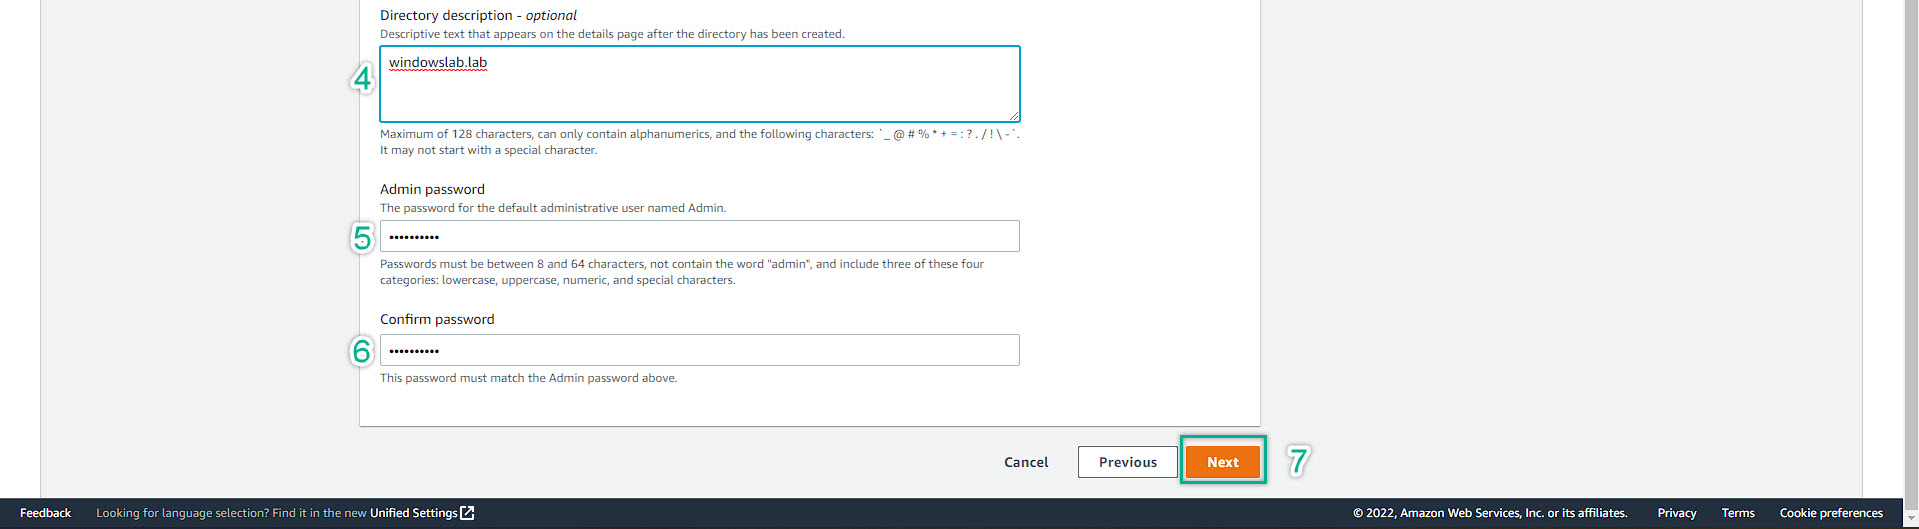 Directory description - optional
Descriptive text that appears on the details page after the directory has been created.
4
windowslab.lab
Maximum of 128 characters, can only contain alphanumerics, and the following characters: `_ @ # % * + = : ? . / ! \ - `.
It may not start with a special character.
Admin password
The password for the default administrative user named Admin.
5
••••••••••
Passwords must be between 8 and 64 characters, not contain the word "admin", and include three of these four
categories: lowercase, uppercase, numeric, and special characters.
Confirm password
6
••••••••••
This password must match the Admin password above.
Cancel Previous Next 7
Feedback Looking for language selection? Find it in the new Unified Settings © 2022, Amazon Web Services, Inc. or its affiliates. Privacy Terms Cookie preferences